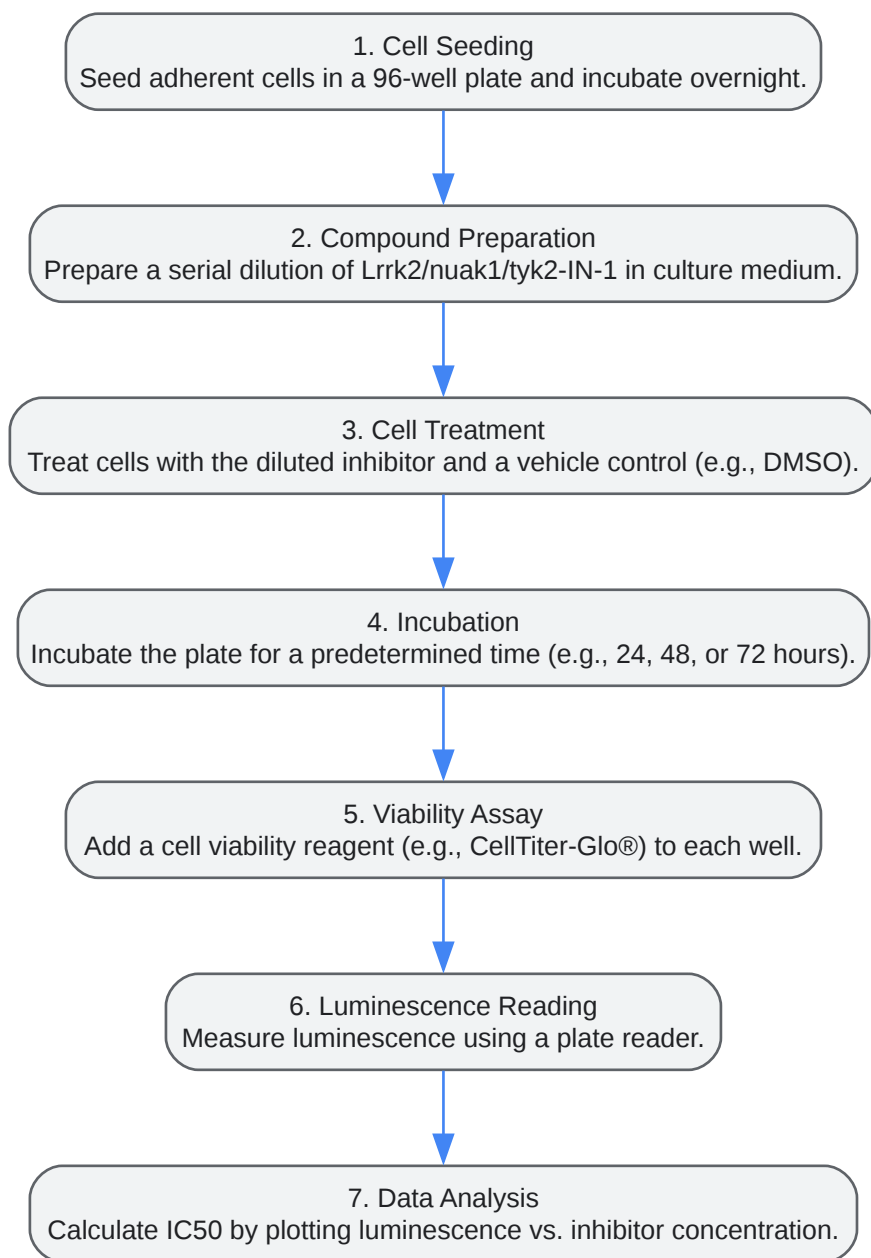 1. Cell Seeding
Seed adherent cells in a 96-well plate and incubate overnight.
2. Compound Preparation
Prepare a serial dilution of Lrrk2/nuak1/tyk2-IN-1 in culture medium.
3. Cell Treatment
Treat cells with the diluted inhibitor and a vehicle control (e.g., DMSO).
4. Incubation
Incubate the plate for a predetermined time (e.g., 24, 48, or 72 hours).
5. Viability Assay
Add a cell viability reagent (e.g., CellTiter-Glo®) to each well.
6. Luminescence Reading
Measure luminescence using a plate reader.
7. Data Analysis
Calculate IC50 by plotting luminescence vs. inhibitor concentration.